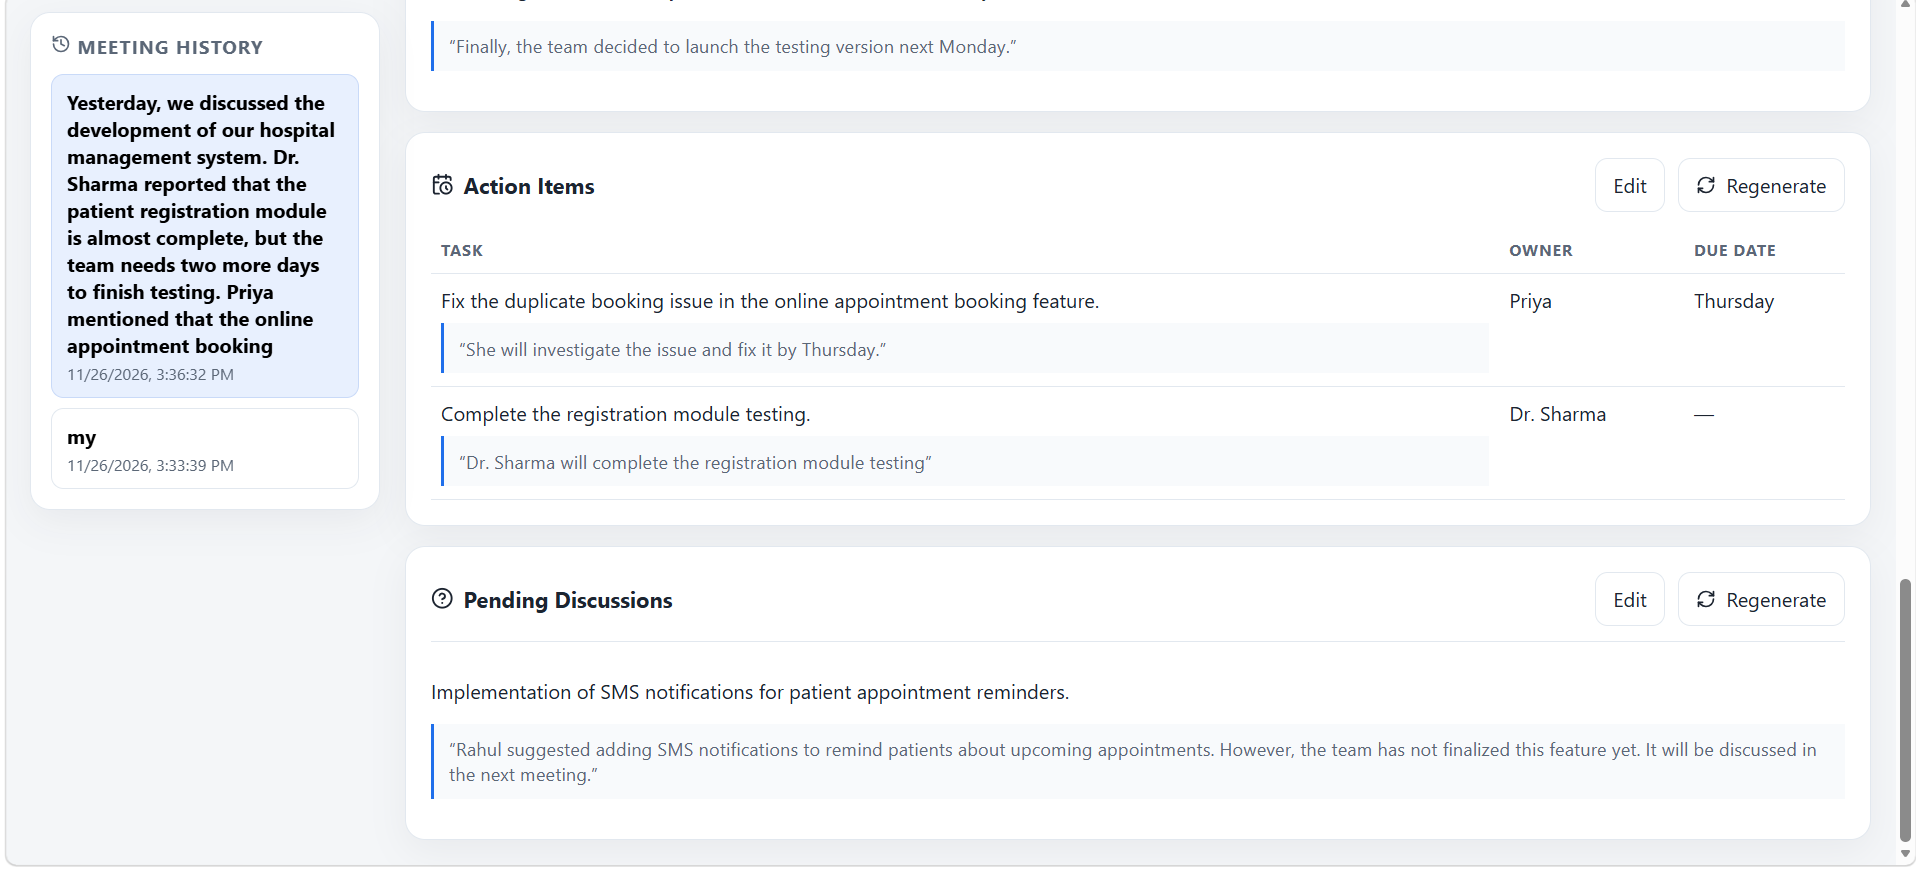 MEETING HISTORY
Yesterday, we discussed the
development of our hospital
management system. Dr.
Sharma reported that the
patient registration module
is almost complete, but the
team needs two more days
to finish testing. Priya
mentioned that the online
appointment booking
11/26/2026, 3:36:32 PM
my
11/26/2026, 3:33:39 PM
“Finally, the team decided to launch the testing version next Monday.”
Action Items
Edit
Regenerate
TASK OWNER DUE DATE
Fix the duplicate booking issue in the online appointment booking feature. Priya Thursday
“She will investigate the issue and fix it by Thursday.”
Complete the registration module testing. Dr. Sharma —
“Dr. Sharma will complete the registration module testing”
Pending Discussions
Edit
Regenerate
Implementation of SMS notifications for patient appointment reminders.
“Rahul suggested adding SMS notifications to remind patients about upcoming appointments. However, the team has not finalized this feature yet. It will be discussed in
the next meeting.”